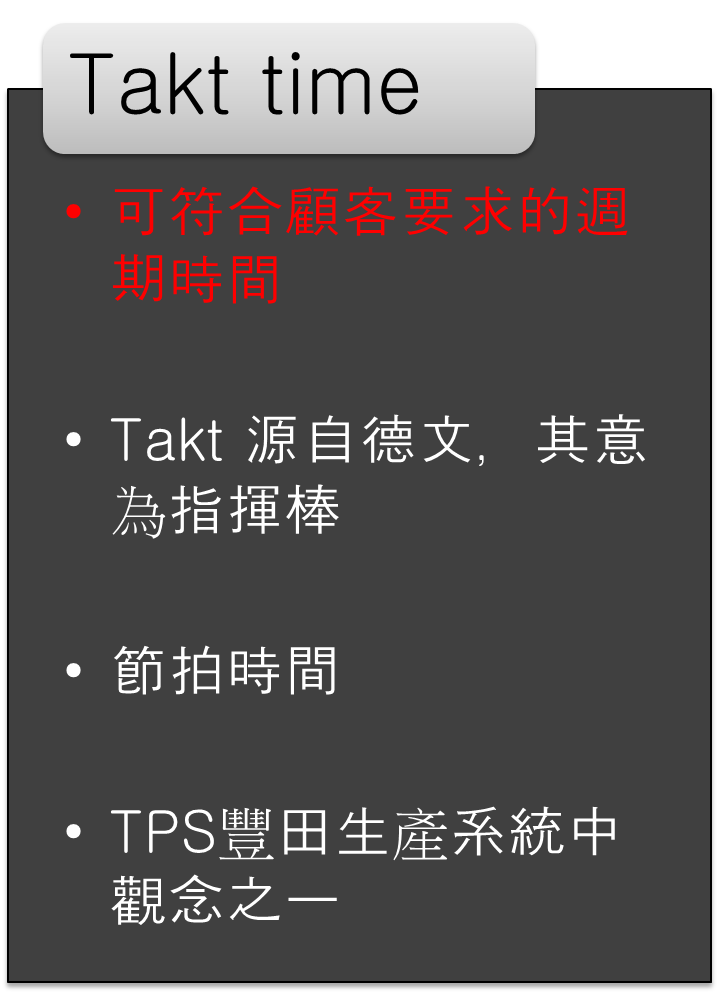 Takt time
• 可符合顧客要求的週
期時間
• Takt 源自德文, 其意
為指揮棒
• 節拍時間
• TPS豐田生產系統中
觀念之一